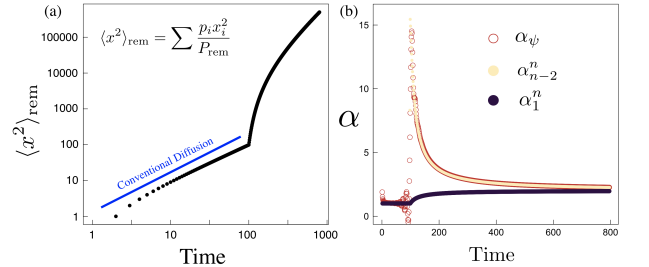 (a)
⟨x²⟩rem = ∑ pᵢxᵢ² / Prem
⟨x²⟩rem
100000
10000
1000
100
10
1
Conventional Diffusion
1 10 100 1000
Time
(b)
αψ
αⁿₙ₋₂
αⁿ₁
α
15
10
5
0
0 200 400 600 800
Time